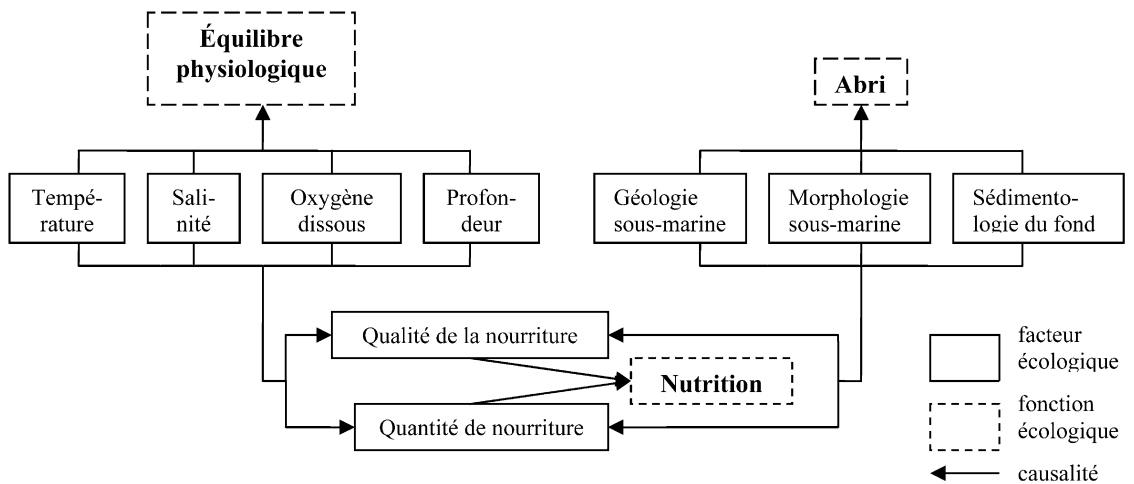 Équilibre
physiologique
Abri
Tempé-
rature
Sali-
nité
Oxygène
dissous
Profon-
deur
Géologie
sous-marine
Morphologie
sous-marine
Sédimento-
logie du fond
Qualité de la nourriture
Nutrition
Quantité de nourriture
facteur
écologique
fonction
écologique
causalité